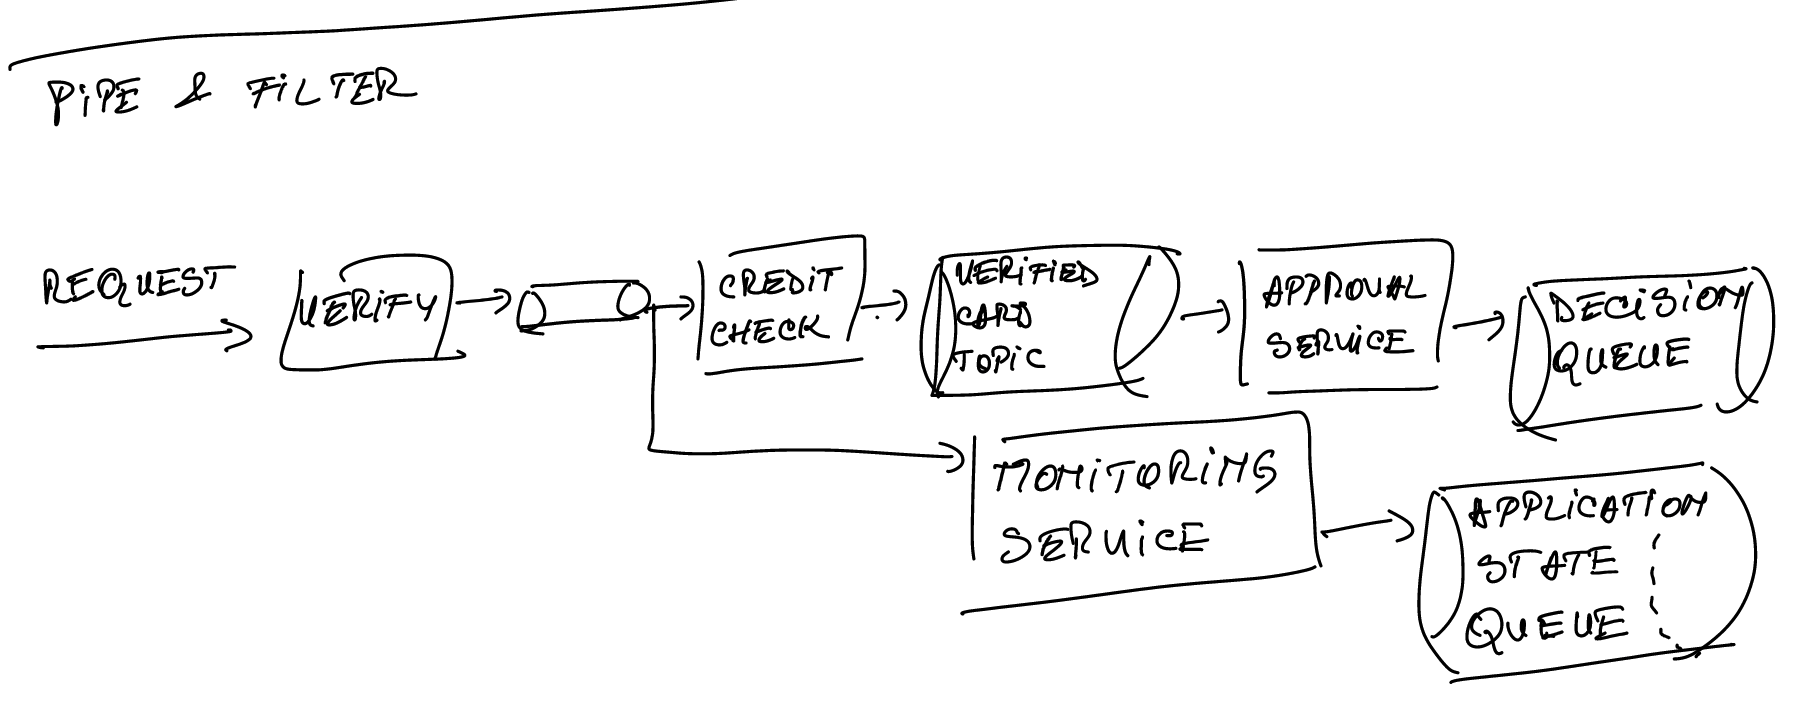 PIPE & FILTER
REQUEST
VERIFY
CREDIT
CHECK
VERIFIED
CARD
TOPIC
APPROVAL
SERVICE
DECISION
QUEUE
MONITORING
SERVICE
APPLICATION
STATE
QUEUE